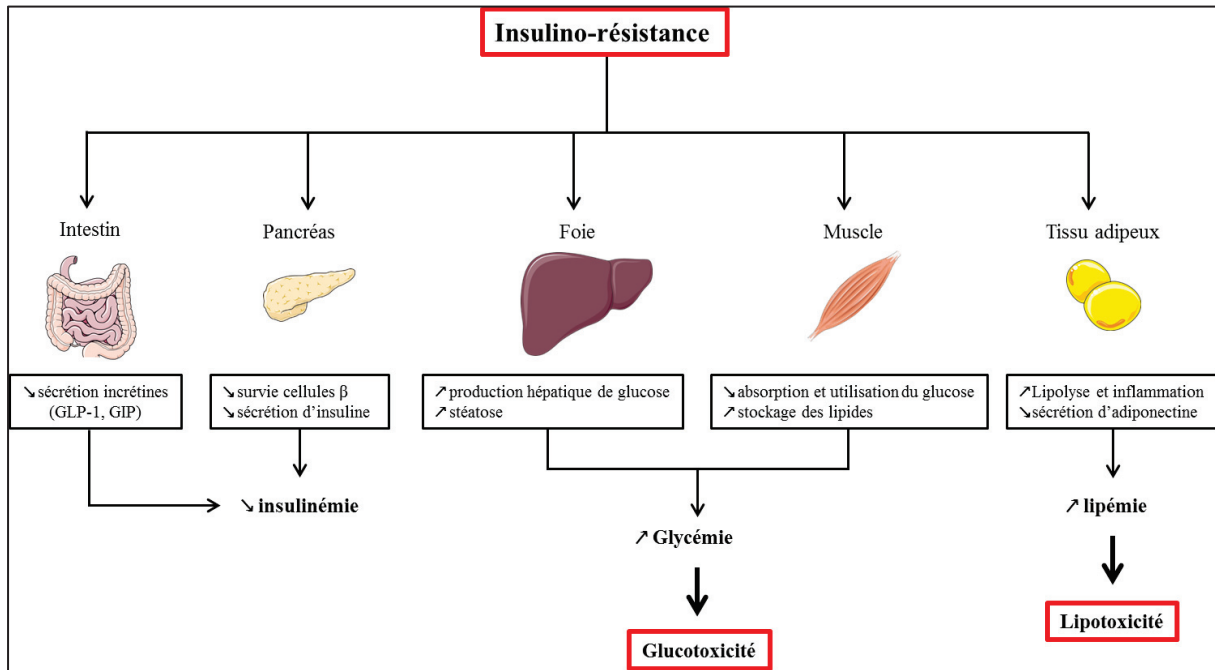 Insulino-résistance
Intestin
Pancréas
Foie
Muscle
Tissu adipeux
↘sécrétion incrétines
(GLP-1, GIP)
↘survie cellules β
↘sécrétion d’insuline
↗production hépatique de glucose
↗stéatose
↘absorption et utilisation du glucose
↗stockage des lipides
↗Lipolyse et inflammation
↘sécrétion d’adiponectine
↘ insulinémie
↗ Glycémie
↗ lipémie
Glucotoxicité
Lipotoxicité